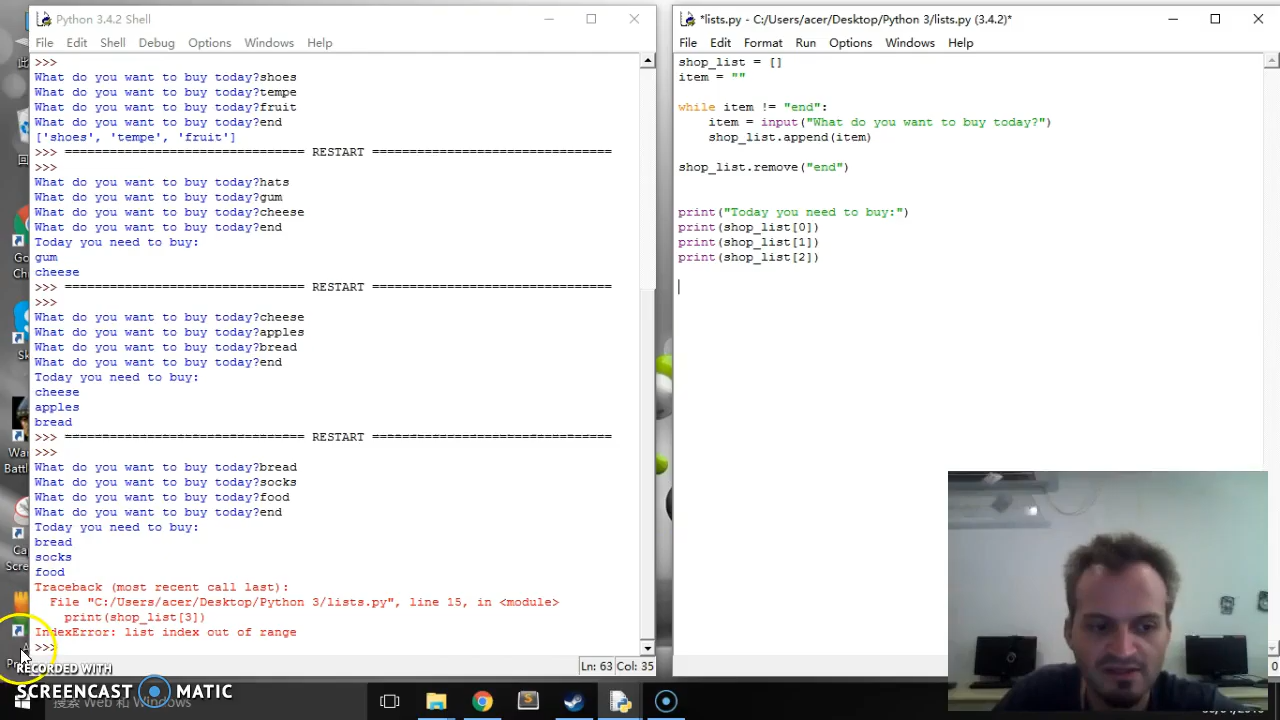 Python 3.4.2 Shell
File Edit Shell Debug Options Windows Help
>>>
What do you want to buy today?shoes
What do you want to buy today?tempe
What do you want to buy today?fruit
What do you want to buy today?end
['shoes', 'tempe', 'fruit']
>>> ================================ RESTART ================================
>>>
What do you want to buy today?hats
What do you want to buy today?gum
What do you want to buy today?cheese
What do you want to buy today?end
Today you need to buy:
gum
cheese
>>> ================================ RESTART ================================
>>>
What do you want to buy today?cheese
What do you want to buy today?apples
What do you want to buy today?bread
What do you want to buy today?end
Today you need to buy:
cheese
apples
bread
>>> ================================ RESTART ================================
>>>
What do you want to buy today?bread
What do you want to buy today?socks
What do you want to buy today?food
What do you want to buy today?end
Today you need to buy:
bread
socks
food
Traceback (most recent call last):
File "C:/Users/acer/Desktop/Python 3/lists.py", line 15, in <module>
print(shop_list[3])
IndexError: list index out of range
>>>
Ln: 63 Col: 35
*lists.py - C:/Users/acer/Desktop/Python 3/lists.py (3.4.2)*
File Edit Format Run Options Windows Help
shop_list = []
item = ""
while item != "end":
item = input("What do you want to buy today?")
shop_list.append(item)
shop_list.remove("end")
print("Today you need to buy:")
print(shop_list[0])
print(shop_list[1])
print(shop_list[2])
RECORDED WITH
SCREENCAST MATIC
搜索 Web 和 Windows